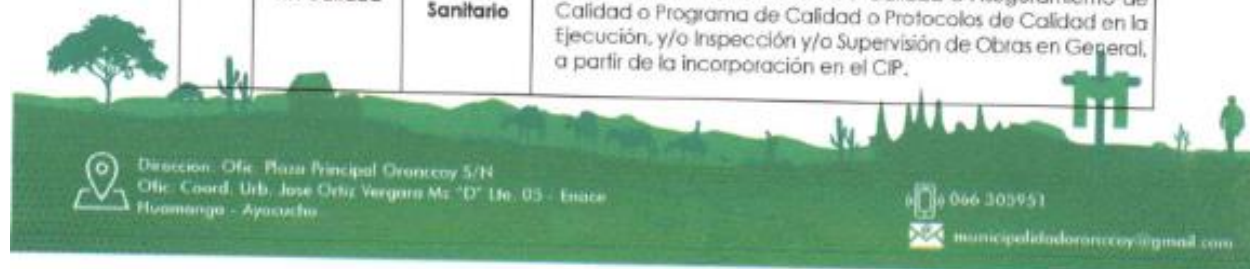 Sanitario
Calidad o Programa de Calidad o Protocolos de Calidad en la
Ejecución, y/o Inspección y/o Supervisión de Obras en General,
a partir de la incorporación en el CIP.
Direccion: Ofic. Plaza Principal Oronccoy S/N
Ofic. Coord. Urb. Jose Ortiz Vergara Mz "D" Lte. 05 - Enace
Huamanga - Ayacucho
066 305951
municipalidadoronccoy@gmail.com